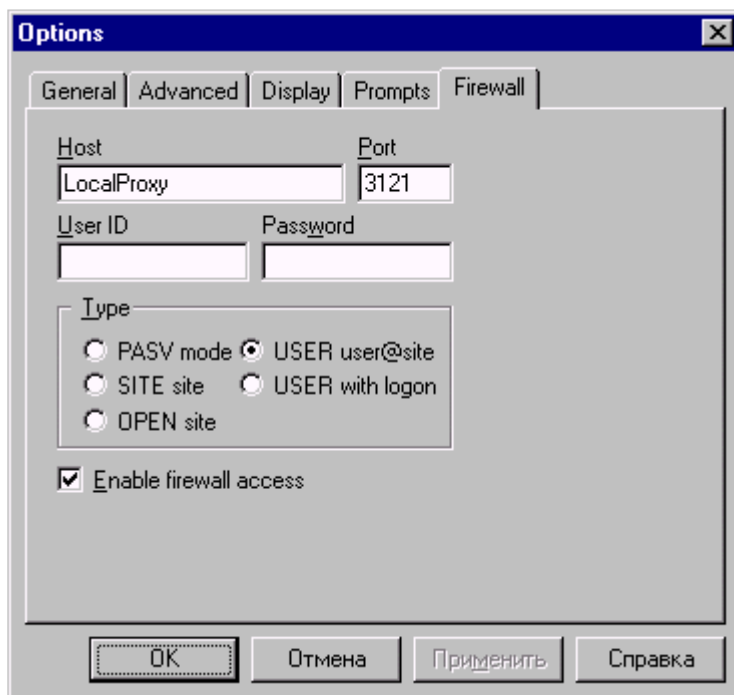 Options
General Advanced Display Prompts Firewall
Host Port
LocalProxy 3121
User ID Password
Type
PASV mode USER user@site
SITE site USER with logon
OPEN site
Enable firewall access
OK Отмена Применить Справка